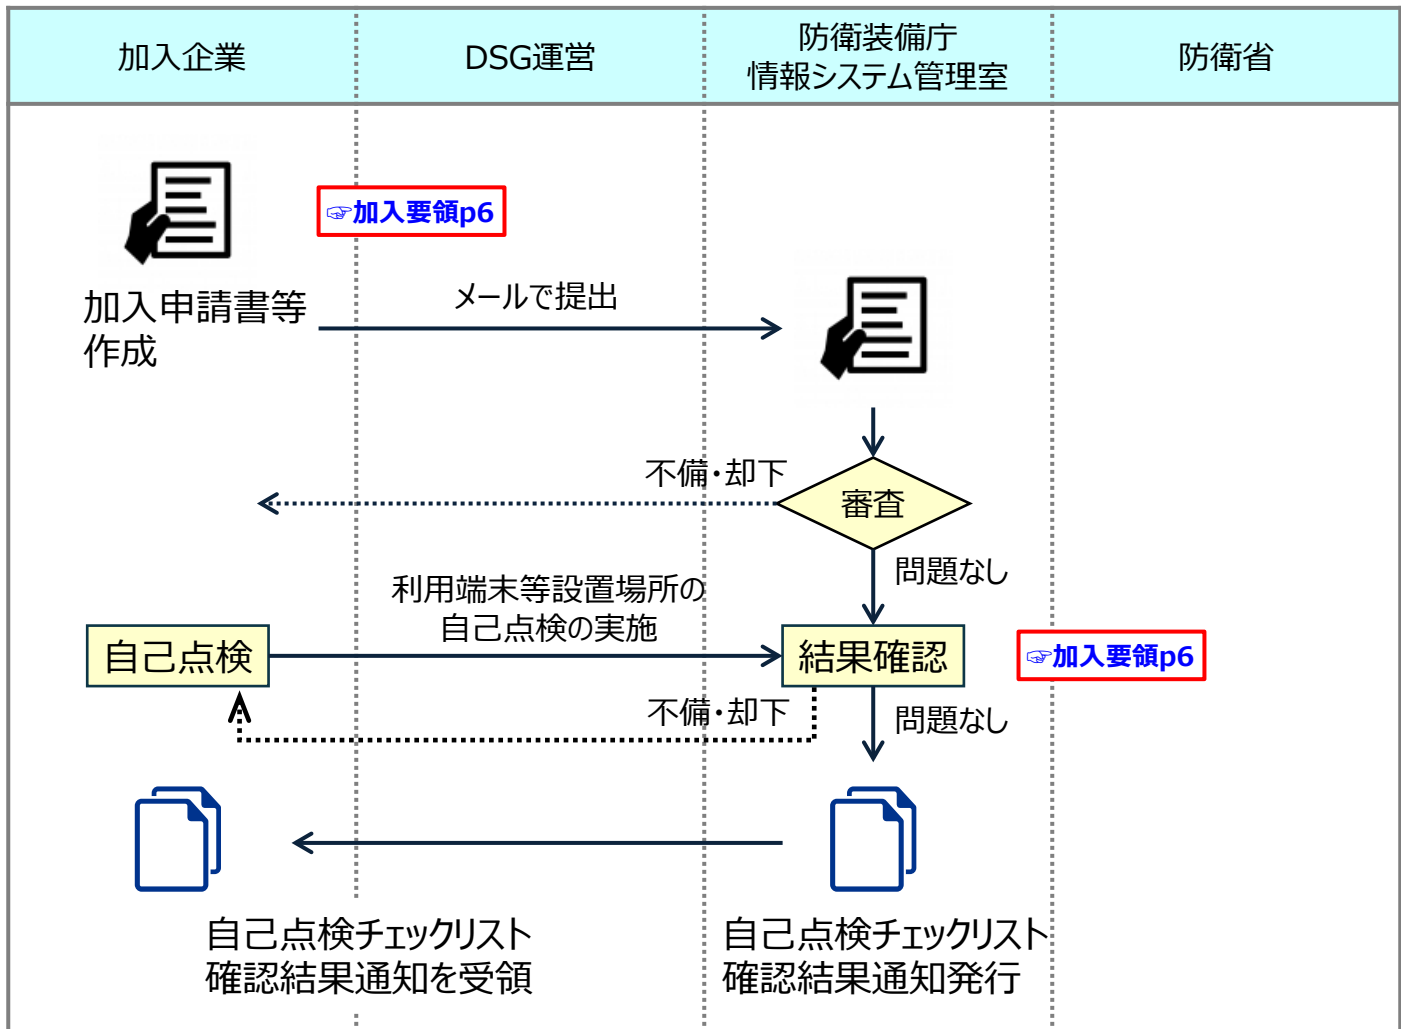 加入企業
DSG運営
防衛装備庁
情報システム管理室
防衛省
☞加入要領p6
加入申請書等
作成
メールで提出
不備・却下
審査
問題なし
利用端末等設置場所の
自己点検の実施
自己点検
結果確認
☞加入要領p6
不備・却下
問題なし
自己点検チェックリスト
確認結果通知を受領
自己点検チェックリスト
確認結果通知発行